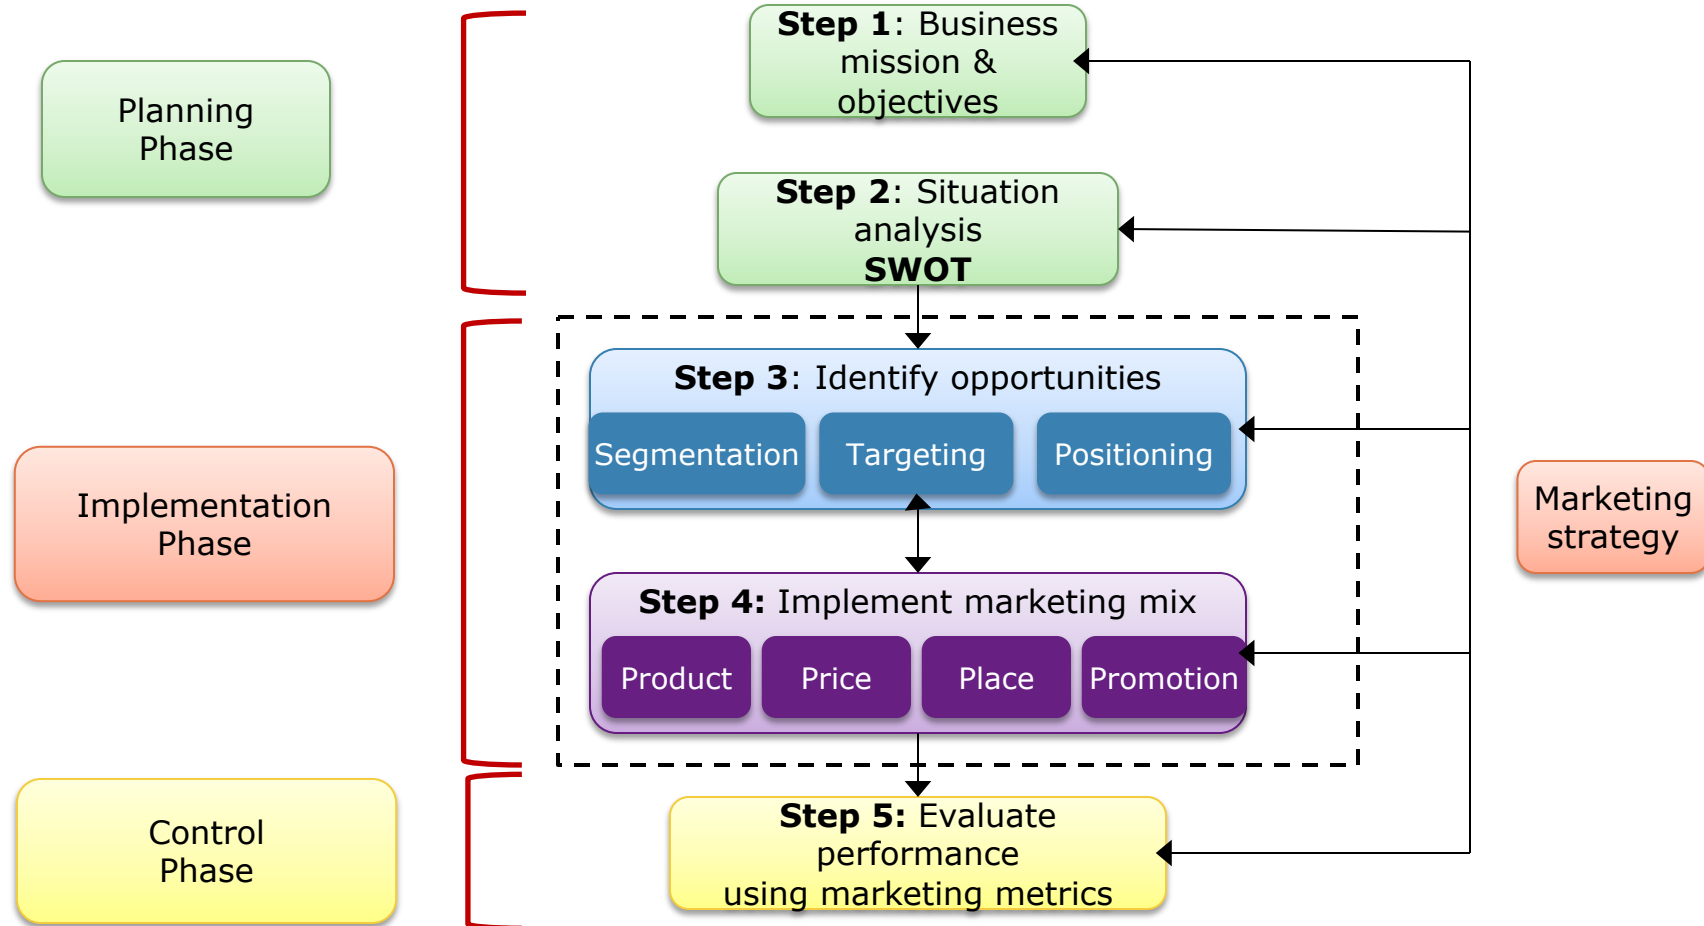 Planning
Phase
Step 1: Business
mission &
objectives
Step 2: Situation
analysis
SWOT
Implementation
Phase
Step 3: Identify opportunities
Segmentation
Targeting
Positioning
Step 4: Implement marketing mix
Product
Price
Place
Promotion
Marketing
strategy
Control
Phase
Step 5: Evaluate
performance
using marketing metrics